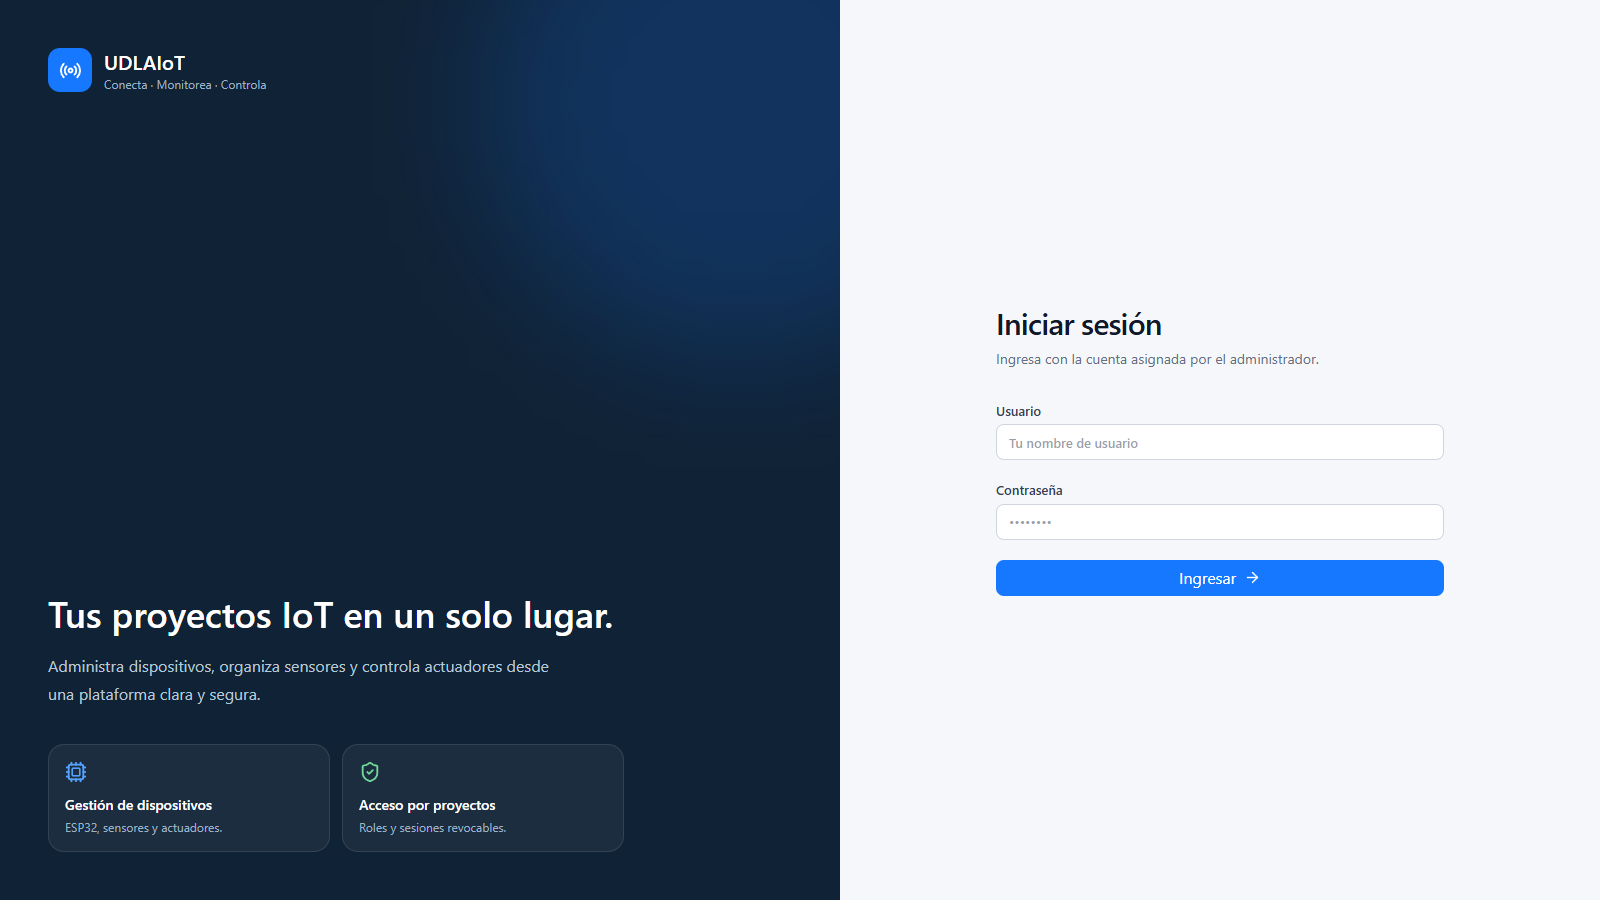 UDLAIoT
Conecta · Monitorea · Controla
Tus proyectos IoT en un solo lugar.
Administra dispositivos, organiza sensores y controla actuadores desde
una plataforma clara y segura.
Gestión de dispositivos
ESP32, sensores y actuadores.
Acceso por proyectos
Roles y sesiones revocables.
Iniciar sesión
Ingresa con la cuenta asignada por el administrador.
Usuario
Tu nombre de usuario
Contraseña
••••••••
Ingresar →